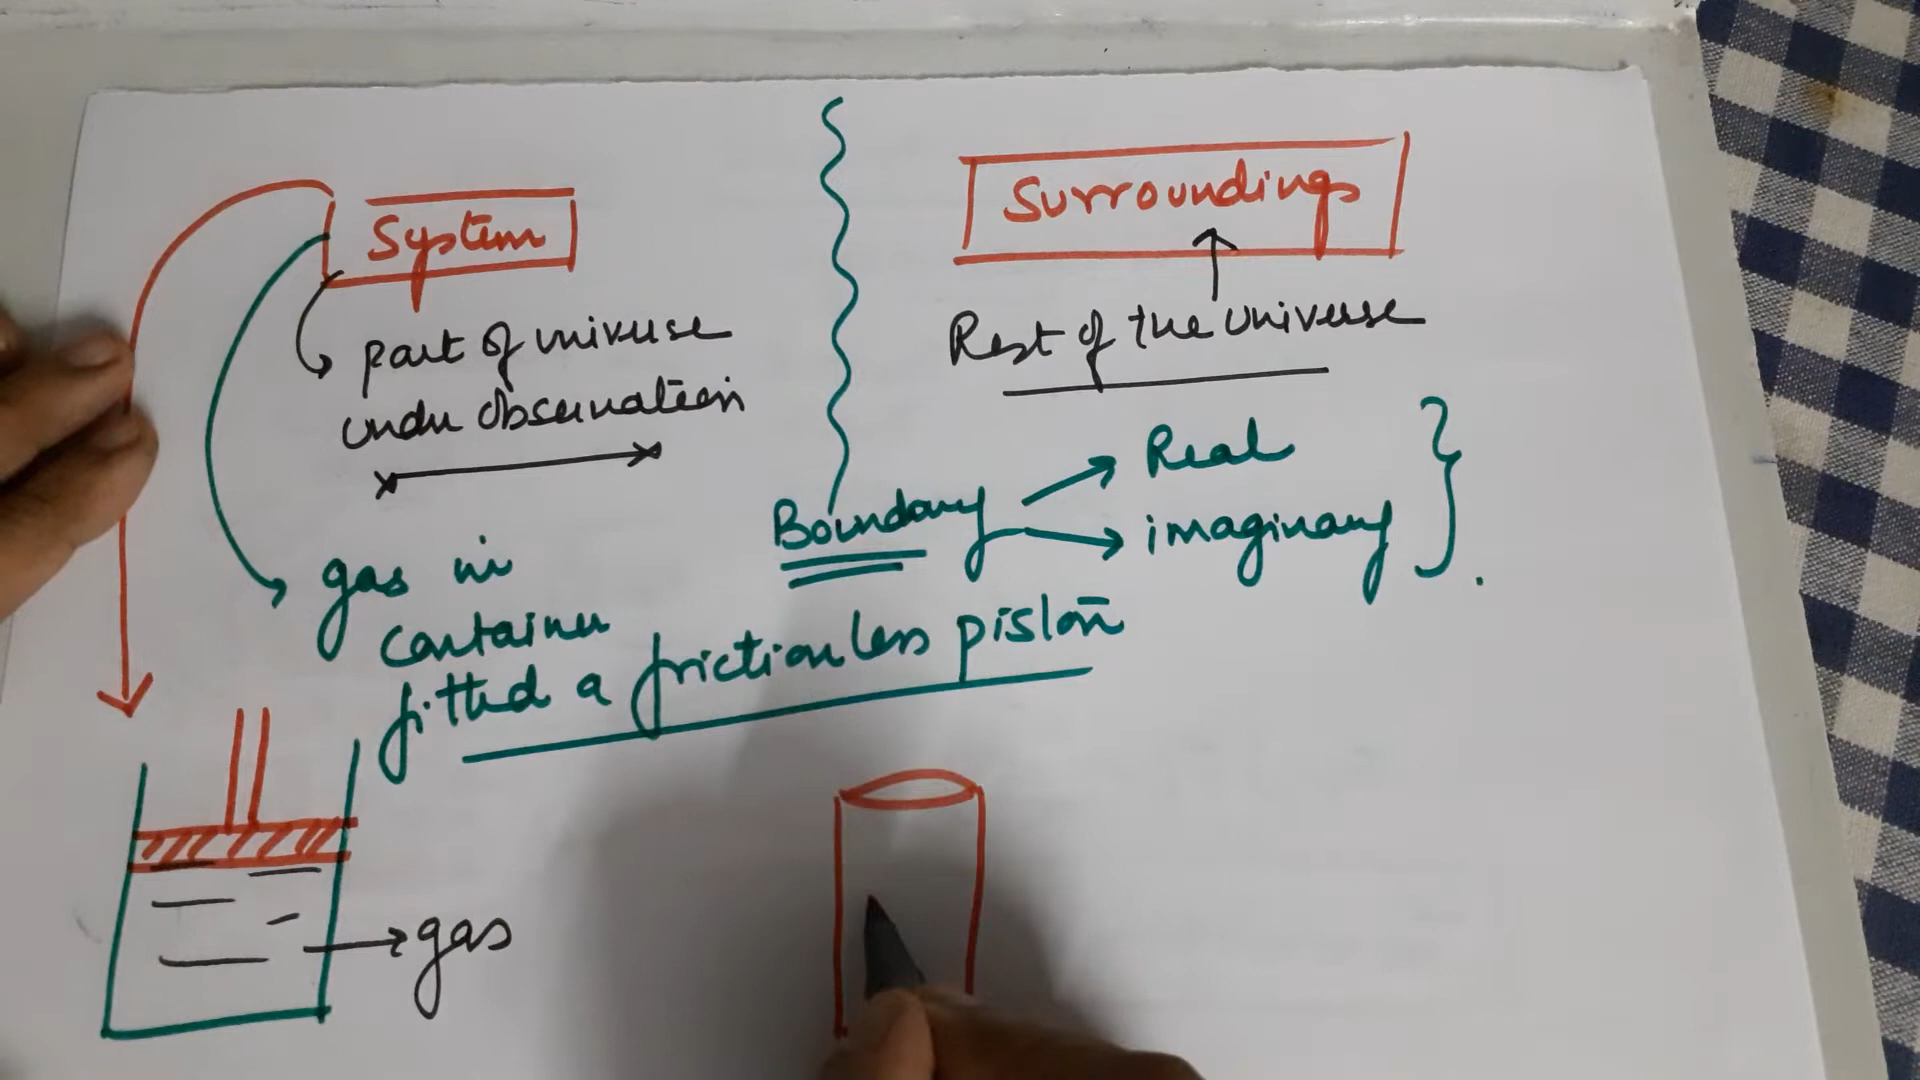 System
part of universe
under observation
gas in
container
fitted a frictionless piston
gas
Surroundings
Rest of the Universe
Boundary
Real
imaginary